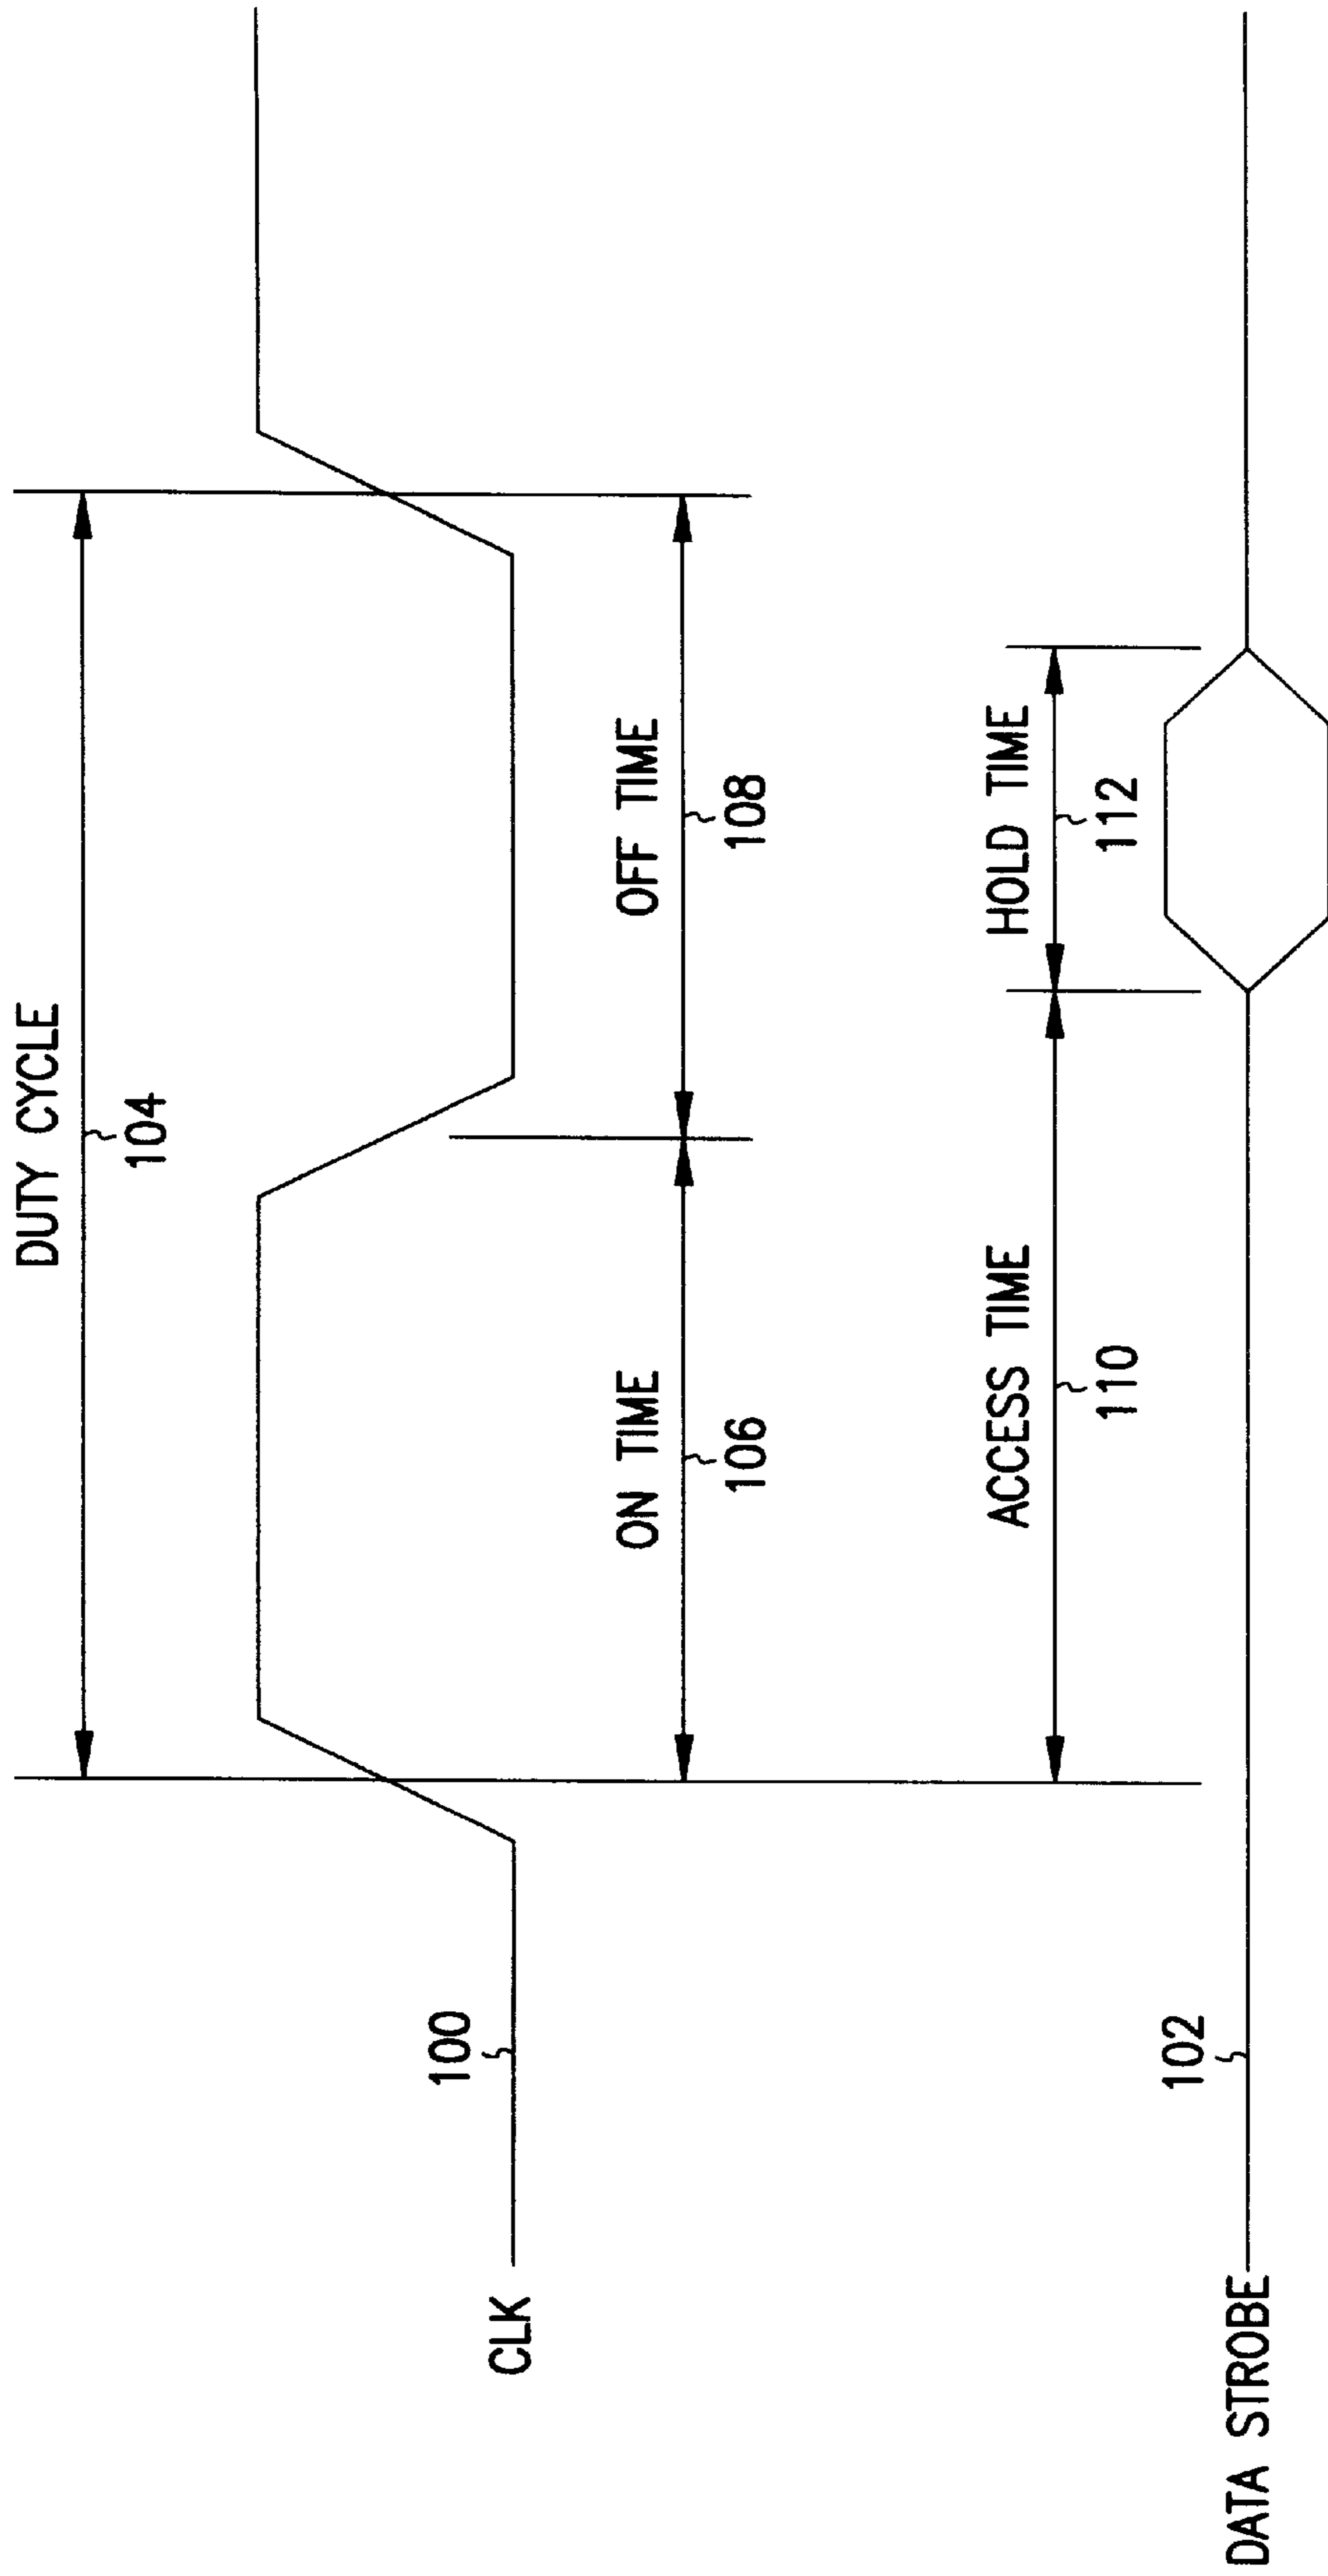 DUTY CYCLE
104
100
CLK
ON TIME
106
OFF TIME
108
ACCESS TIME
110
HOLD TIME
112
102
DATA STROBE